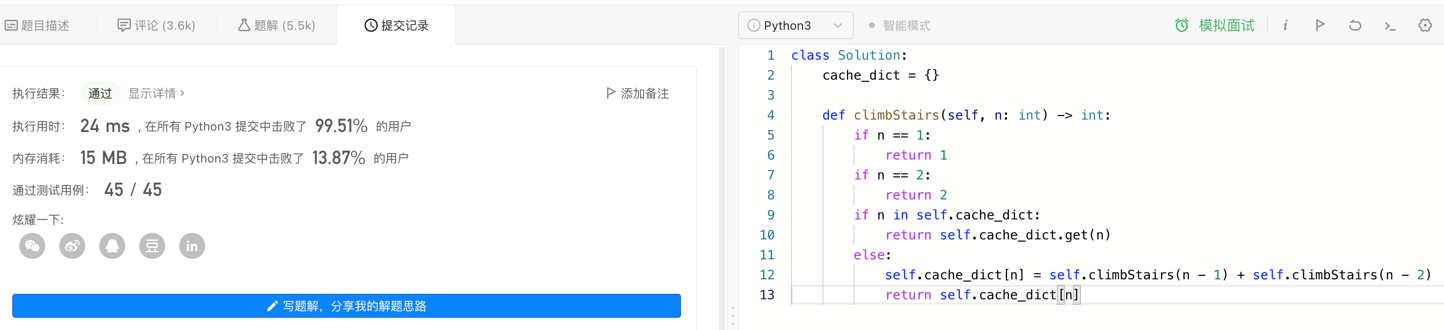 题目描述
评论 (3.6k)
题解 (5.5k)
提交记录
执行结果： 通过 显示详情 ›
添加备注
执行用时： 24 ms , 在所有 Python3 提交中击败了 99.51% 的用户
内存消耗： 15 MB , 在所有 Python3 提交中击败了 13.87% 的用户
通过测试用例： 45 / 45
炫耀一下:
豆
in
写题解，分享我的解题思路
i Python3
智能模式
模拟面试
i
>_
1 class Solution:
2     cache_dict = {}
3
4     def climbStairs(self, n: int) -> int:
5         if n == 1:
6             return 1
7         if n == 2:
8             return 2
9         if n in self.cache_dict:
10             return self.cache_dict.get(n)
11         else:
12             self.cache_dict[n] = self.climbStairs(n - 1) + self.climbStairs(n - 2)
13             return self.cache_dict[n]